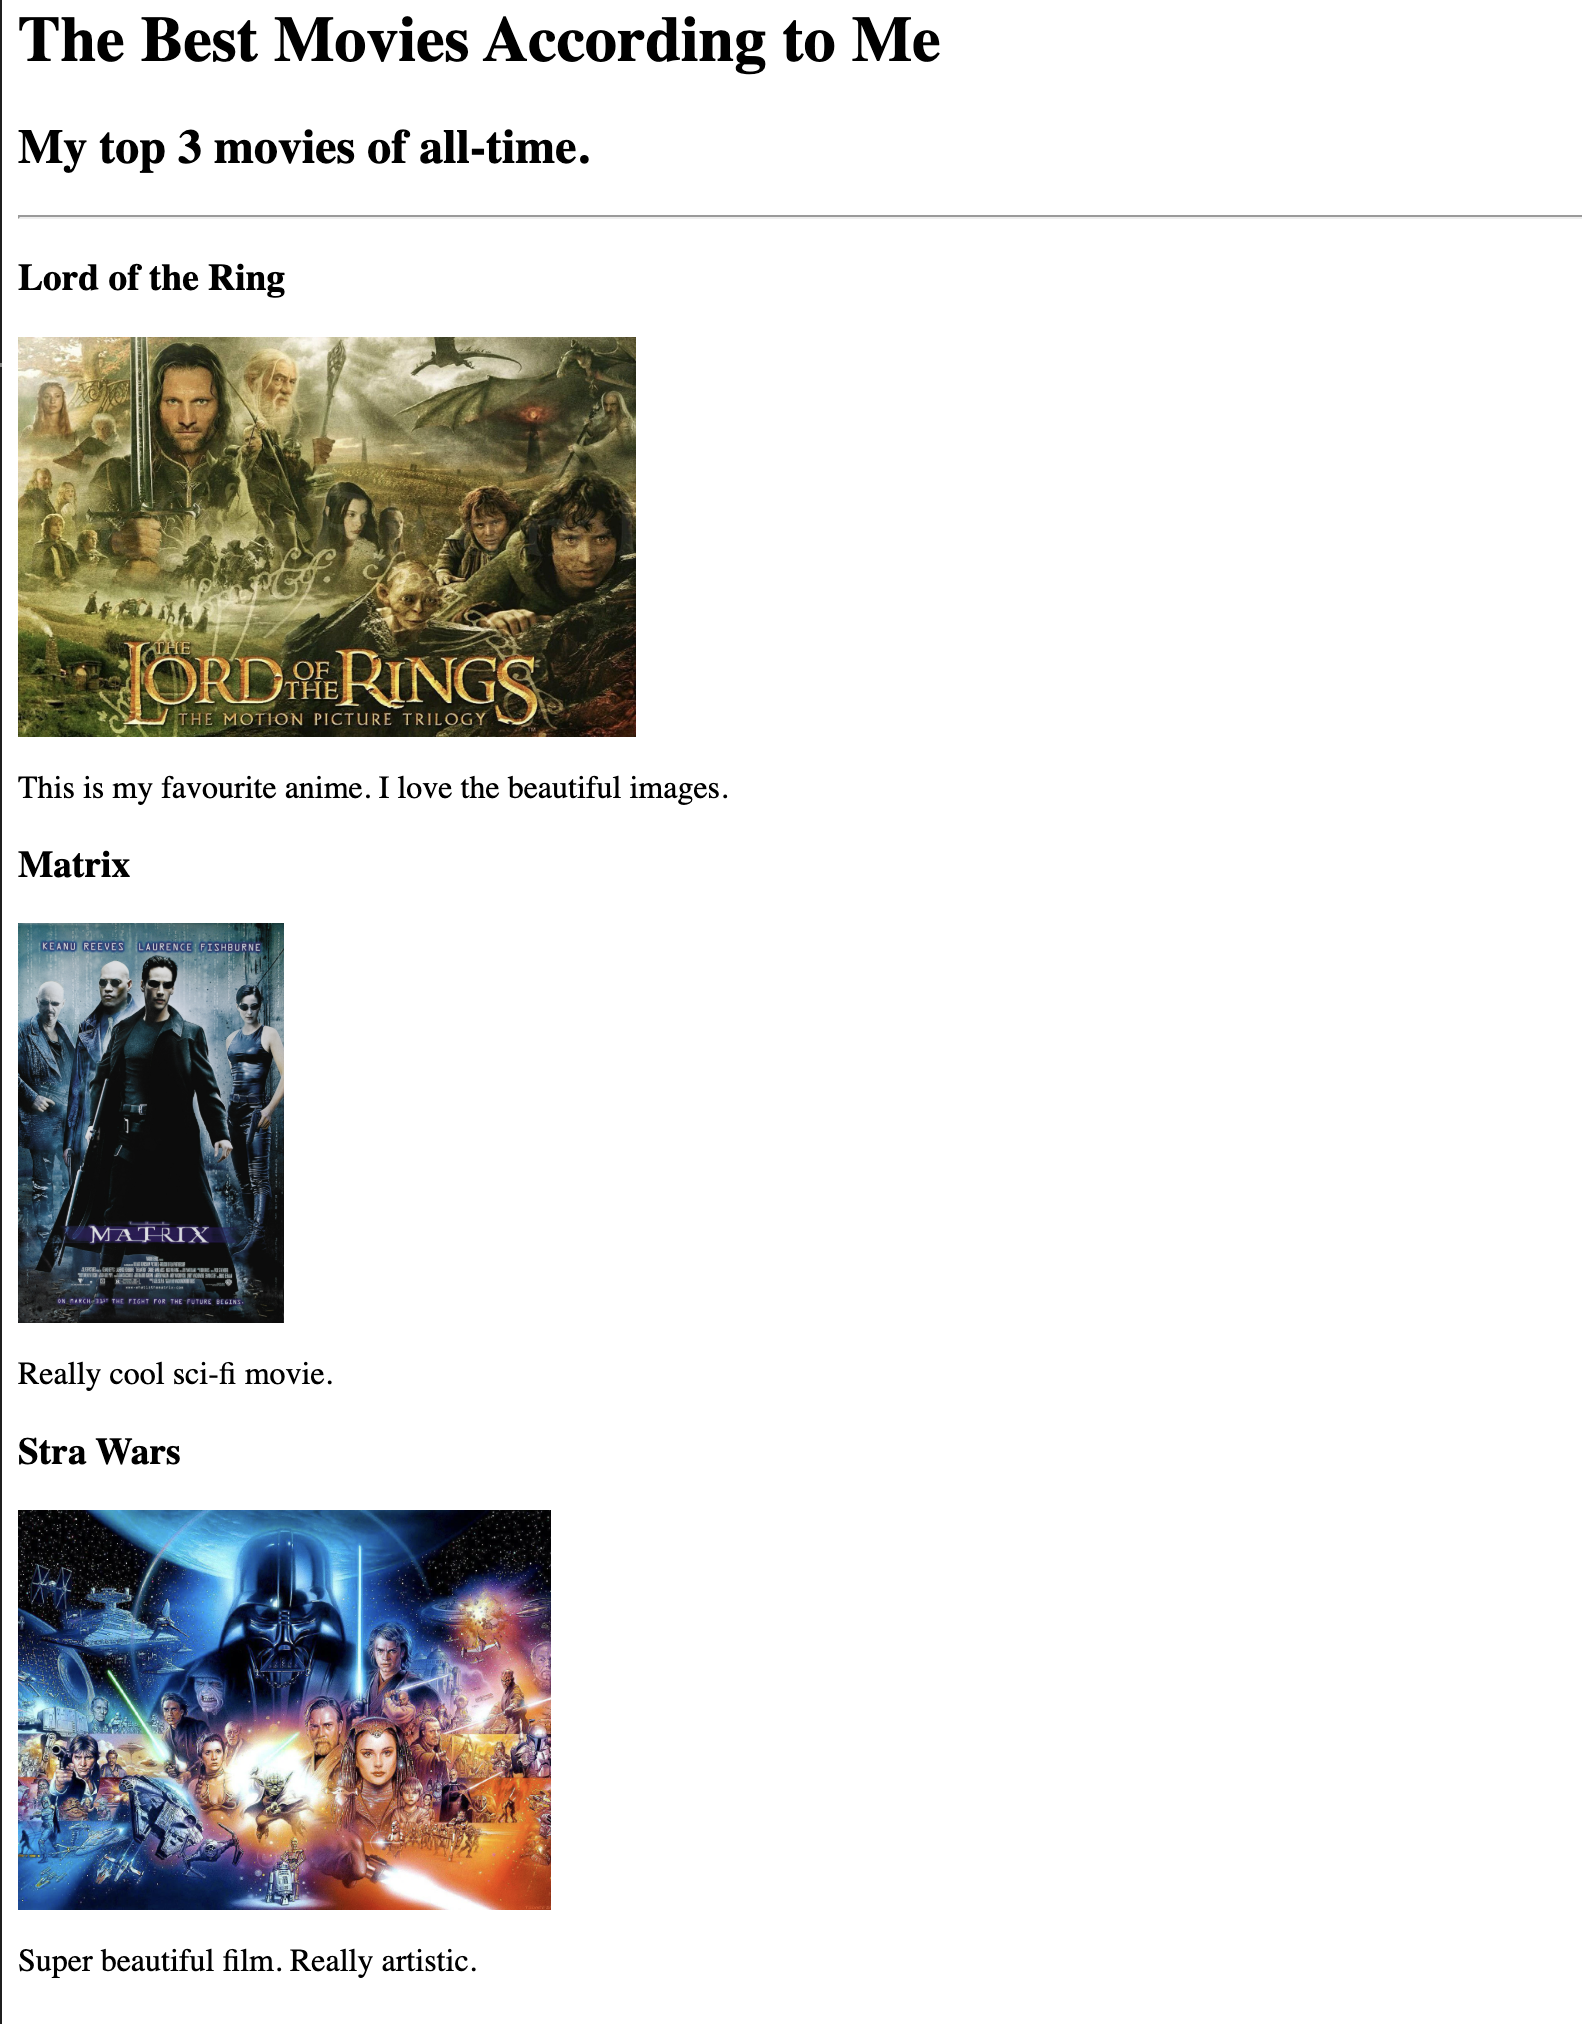 The Best Movies According to Me
My top 3 movies of all-time.
Lord of the Ring
THE
LORD OF THE RINGS
THE MOTION PICTURE TRILOGY
This is my favourite anime. I love the beautiful images.
Matrix
KEANU REEVES LAURENCE FISHBURNE
MATRIX
ON MARCH 31ST THE FIGHT FOR THE FUTURE BEGINS.
Really cool sci-fi movie.
Stra Wars
Super beautiful film. Really artistic.